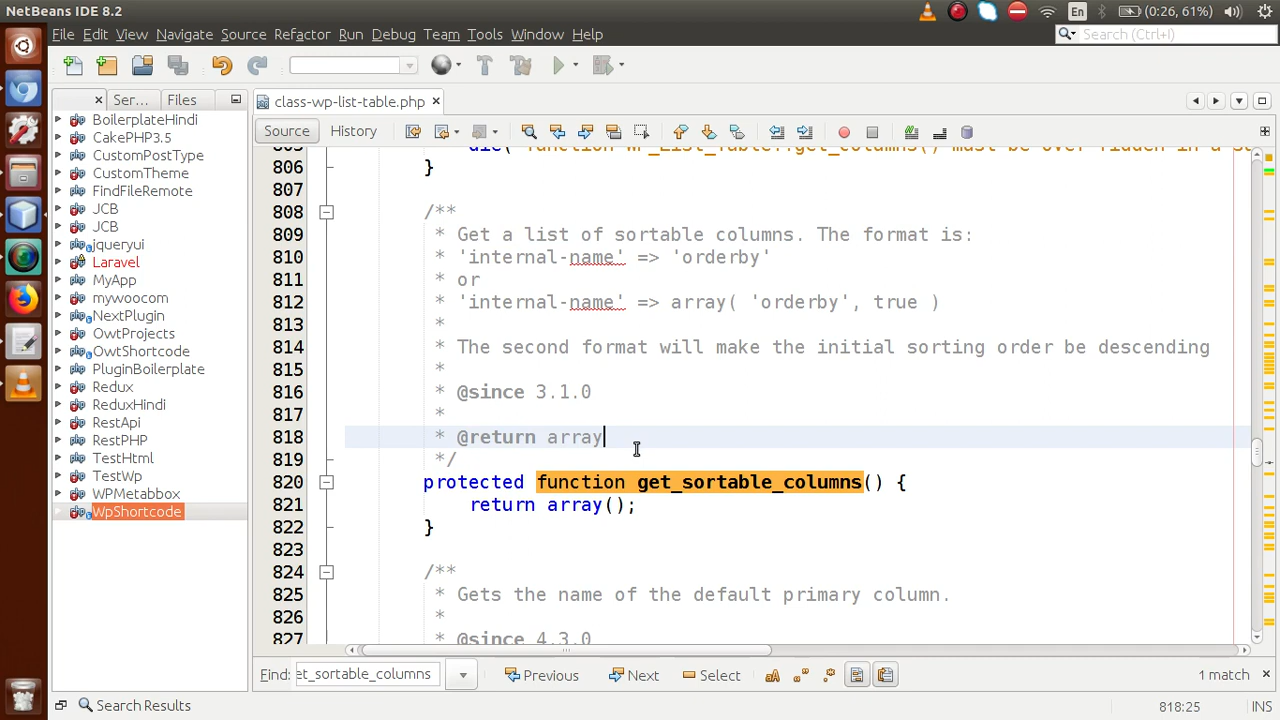 NetBeans IDE 8.2
En
(0:26, 61%)
File Edit View Navigate Source Refactor Run Debug Team Tools Window Help
Search (Ctrl+I)
Ser... Files
class-wp-list-table.php
Source History
BoilerplateHindi
CakePHP3.5
CustomPostType
CustomTheme
FindFileRemote
JCB
JCB
jqueryui
Laravel
MyApp
mywoocom
NextPlugin
OwtProjects
OwtShortcode
PluginBoilerplate
Redux
ReduxHindi
RestApi
RestPHP
TestHtml
TestWp
WPMetabbox
WpShortcode
806 }
807
808 /**
809 * Get a list of sortable columns. The format is:
810 * 'internal-name' => 'orderby'
811 * or
812 * 'internal-name' => array( 'orderby', true )
813 *
814 * The second format will make the initial sorting order be descending
815 *
816 * @since 3.1.0
817 *
818 * @return array
819 */
820 protected function get_sortable_columns() {
821 return array();
822 }
823
824 /**
825 * Gets the name of the default primary column.
826 *
827 * @since 4.3.0
Find: et_sortable_columns Previous Next Select 1 match
Search Results 818:25 INS